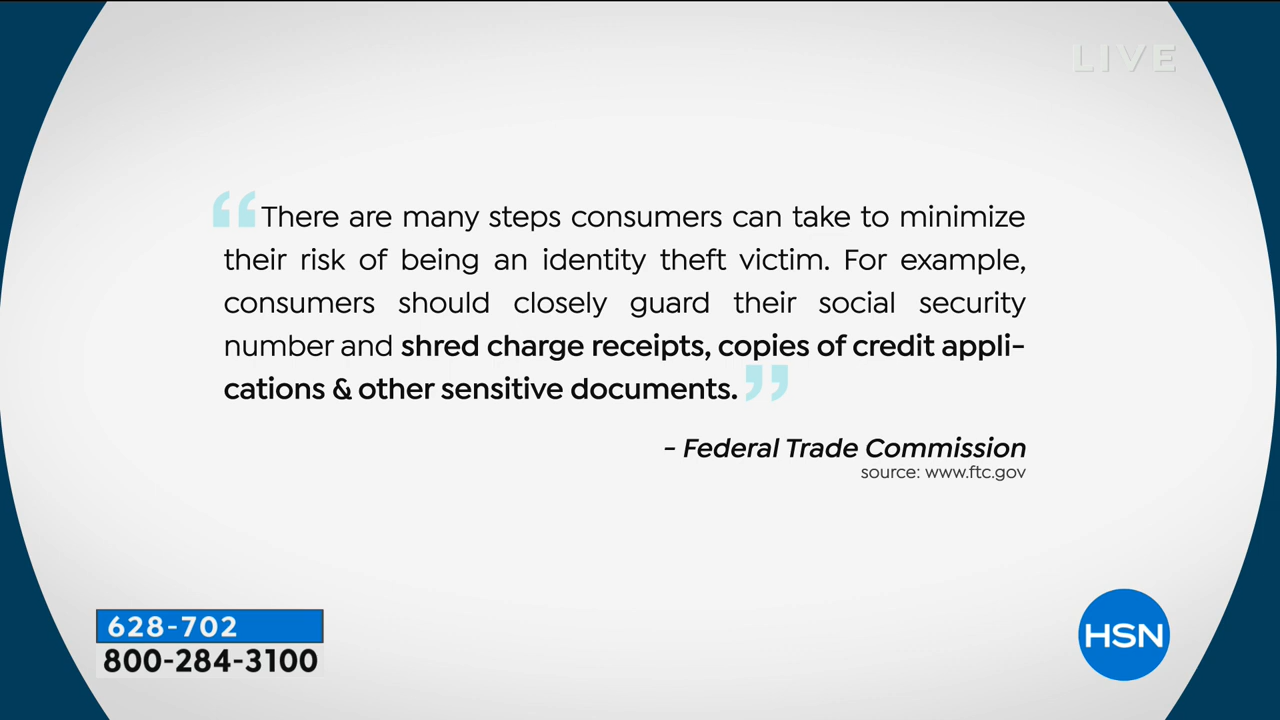 LIVE
“There are many steps consumers can take to minimize
their risk of being an identity theft victim. For example,
consumers should closely guard their social security
number and shred charge receipts, copies of credit appli-
cations & other sensitive documents.”
- Federal Trade Commission
source: www.ftc.gov
628-702
800-284-3100
HSN